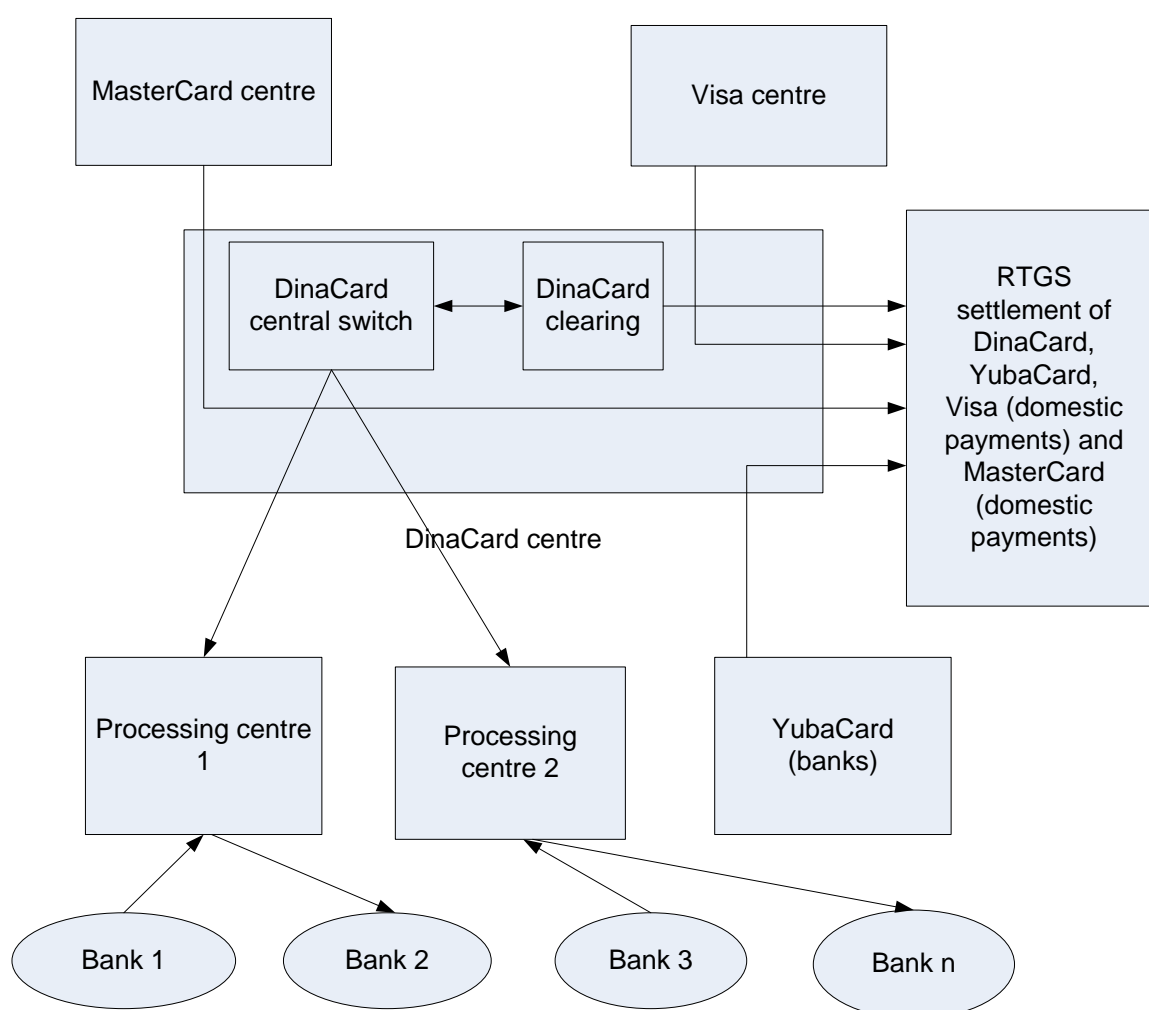 MasterCard centre
Visa centre
DinaCard
central switch
DinaCard
clearing
RTGS
settlement of
DinaCard,
YubaCard,
Visa (domestic
payments) and
MasterCard
(domestic
payments)
DinaCard centre
Processing centre
1
Processing
centre 2
YubaCard
(banks)
Bank 1
Bank 2
Bank 3
Bank n